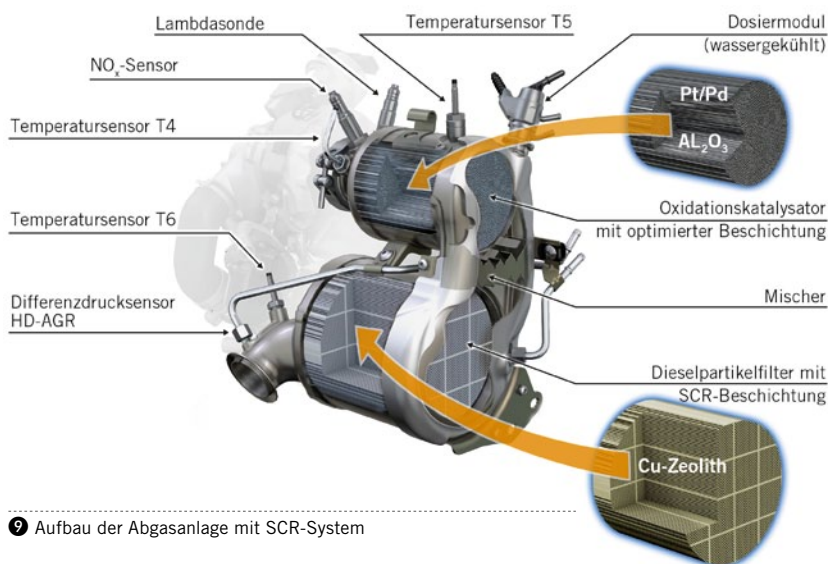 Lambdasonde
Temperatursensor T5
Dosiermodul
(wassergekühlt)
NOₓ-Sensor
Pt/Pd
AL₂O₃
Temperatursensor T4
Temperatursensor T6
Oxidationskatalysator
mit optimierter Beschichtung
Differenzdrucksensor
HD-AGR
Mischer
Dieselpartikelfilter mit
SCR-Beschichtung
Cu-Zeolith
❾ Aufbau der Abgasanlage mit SCR-System